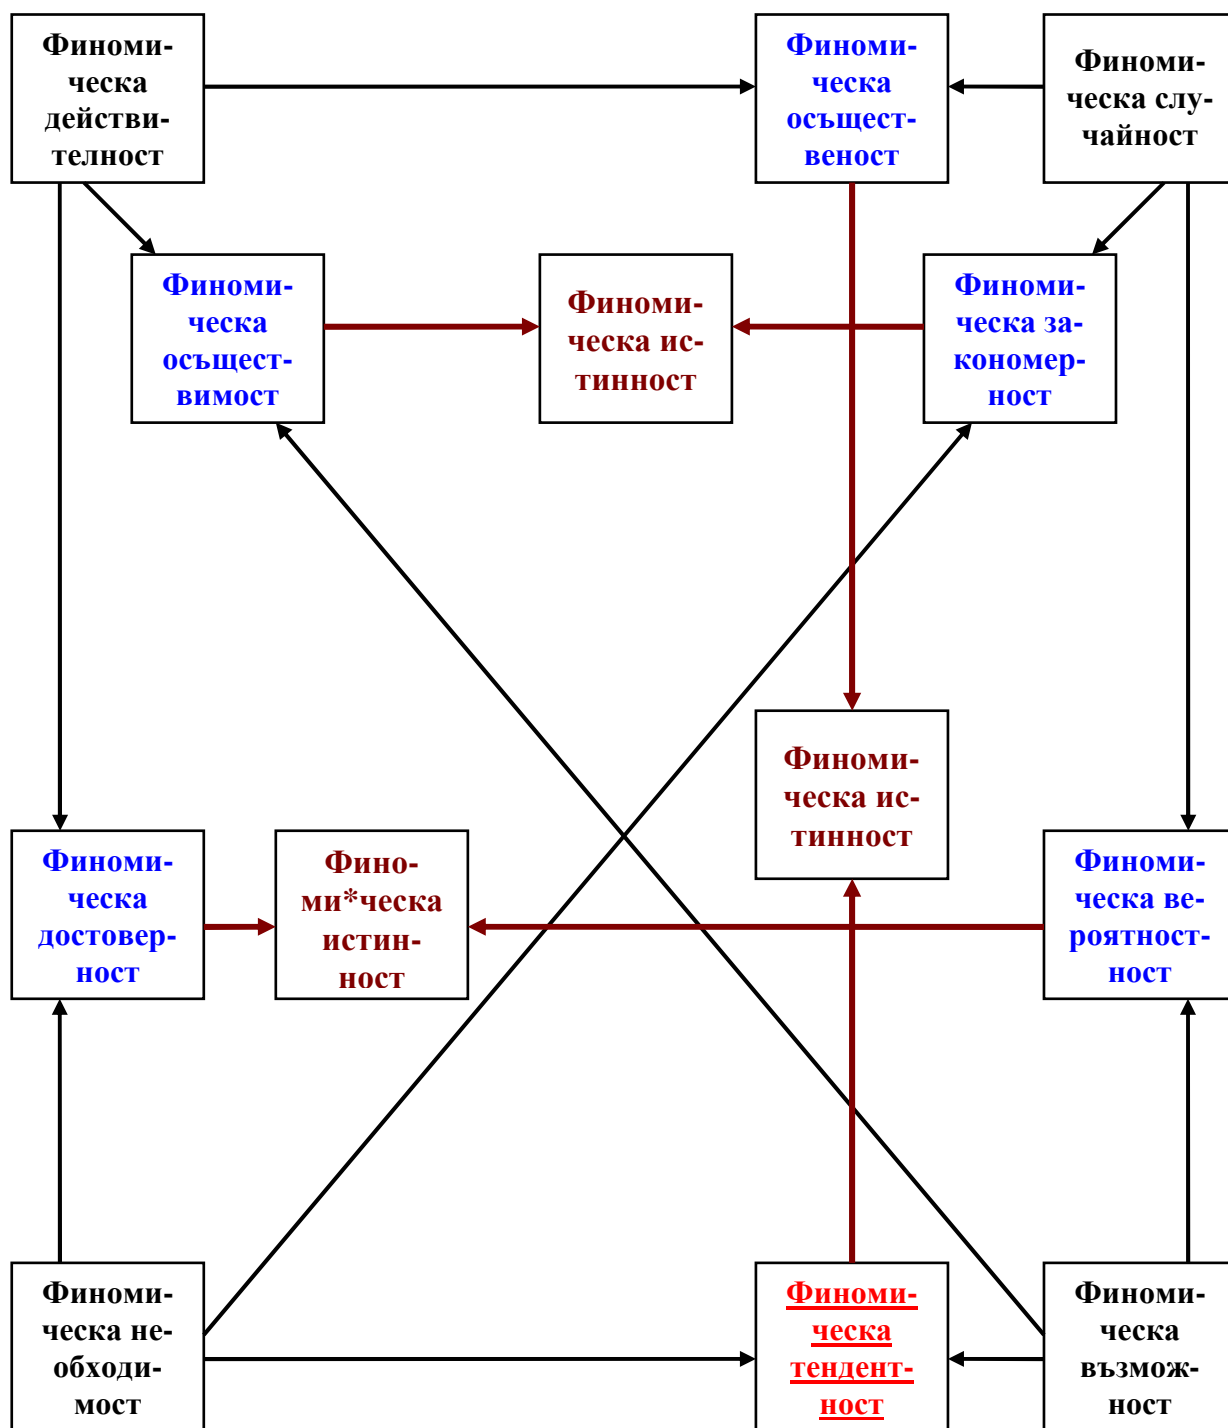 Финоми-
ческа
действи-
телност
Финоми-
ческа
осъщест-
веност
Финоми-
ческа слу-
чайност
Финоми-
ческа
осъщест-
вимост
Финоми-
ческа ис-
тинност
Финоми-
ческа за-
кономер-
ност
Финоми-
ческа ис-
тинност
Финоми-
ческа
достовер-
ност
Фино-
ми*ческа
истин-
ност
Финоми-
ческа ве-
роятност-
ност
Финоми-
ческа не-
обходи-
мост
Финоми-
ческа
тендент-
ност
Финоми-
ческа
възмож-
ност